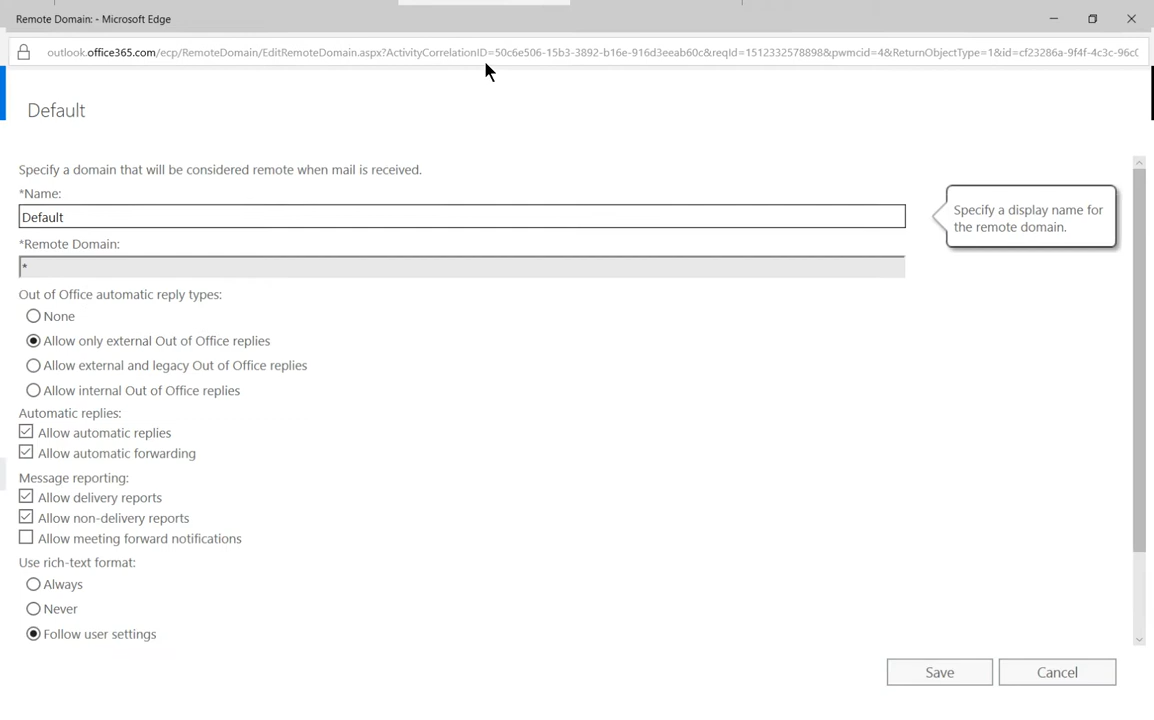 Remote Domain: - Microsoft Edge
outlook.office365.com/ecp/RemoteDomain/EditRemoteDomain.aspx?ActivityCorrelationID=50c6e506-15b3-3892-b16e-916d3eeab60c&reqId=1512332578898&pwmcid=4&ReturnObjectType=1&id=cf23286a-9f4f-4c3c-96c0
Default
Specify a domain that will be considered remote when mail is received.
*Name:
Default
Specify a display name for
the remote domain.
*Remote Domain:
*
Out of Office automatic reply types:
None
Allow only external Out of Office replies
Allow external and legacy Out of Office replies
Allow internal Out of Office replies
Automatic replies:
Allow automatic replies
Allow automatic forwarding
Message reporting:
Allow delivery reports
Allow non-delivery reports
Allow meeting forward notifications
Use rich-text format:
Always
Never
Follow user settings
Save Cancel